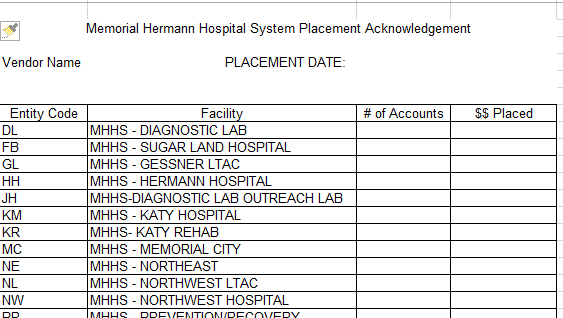 Memorial Hermann Hospital System Placement Acknowledgement
Vendor Name PLACEMENT DATE:
Entity Code Facility # of Accounts $$ Placed
DL MHHS - DIAGNOSTIC LAB
FB MHHS - SUGAR LAND HOSPITAL
GL MHHS - GESSNER LTAC
HH MHHS - HERMANN HOSPITAL
JH MHHS-DIAGNOSTIC LAB OUTREACH LAB
KM MHHS - KATY HOSPITAL
KR MHHS- KATY REHAB
MC MHHS - MEMORIAL CITY
NE MHHS - NORTHEAST
NL MHHS - NORTHWEST LTAC
NW MHHS - NORTHWEST HOSPITAL
MHHS - PREVENTION/RECOVERY